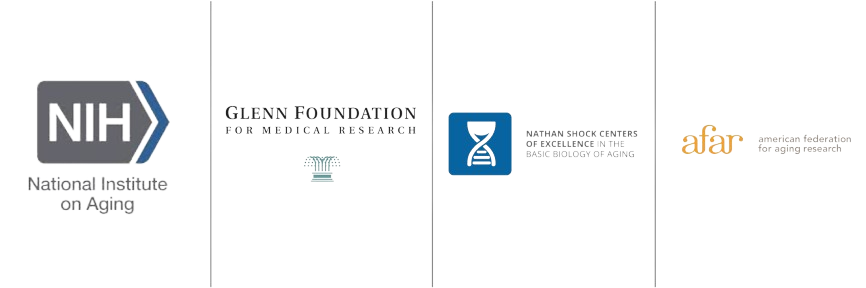 NIH
National Institute
on Aging
GLENN FOUNDATION
FOR MEDICAL RESEARCH
NATHAN SHOCK CENTERS
OF EXCELLENCE IN THE
BASIC BIOLOGY OF AGING
afar
american federation
for aging research